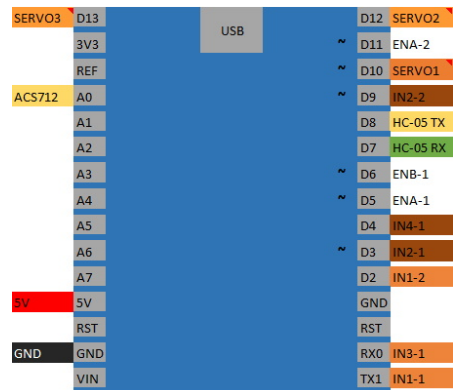 SERVO3 D13 USB D12 SERVO2
3V3 ~ D11 ENA-2
REF ~ D10 SERVO1
ACS712 A0 ~ D9 IN2-2
A1 D8 HC-05 TX
A2 D7 HC-05 RX
A3 ~ D6 ENB-1
A4 ~ D5 ENA-1
A5 D4 IN4-1
A6 ~ D3 IN2-1
A7 D2 IN1-2
5V 5V GND
RST RST
GND GND RX0 IN3-1
VIN TX1 IN1-1